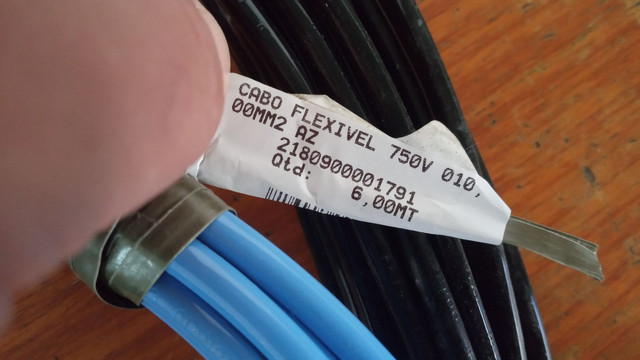 CABO FLEXIVEL 750V 010,
00MM2 AZ
2180900001791
Qtd: 6,00MT